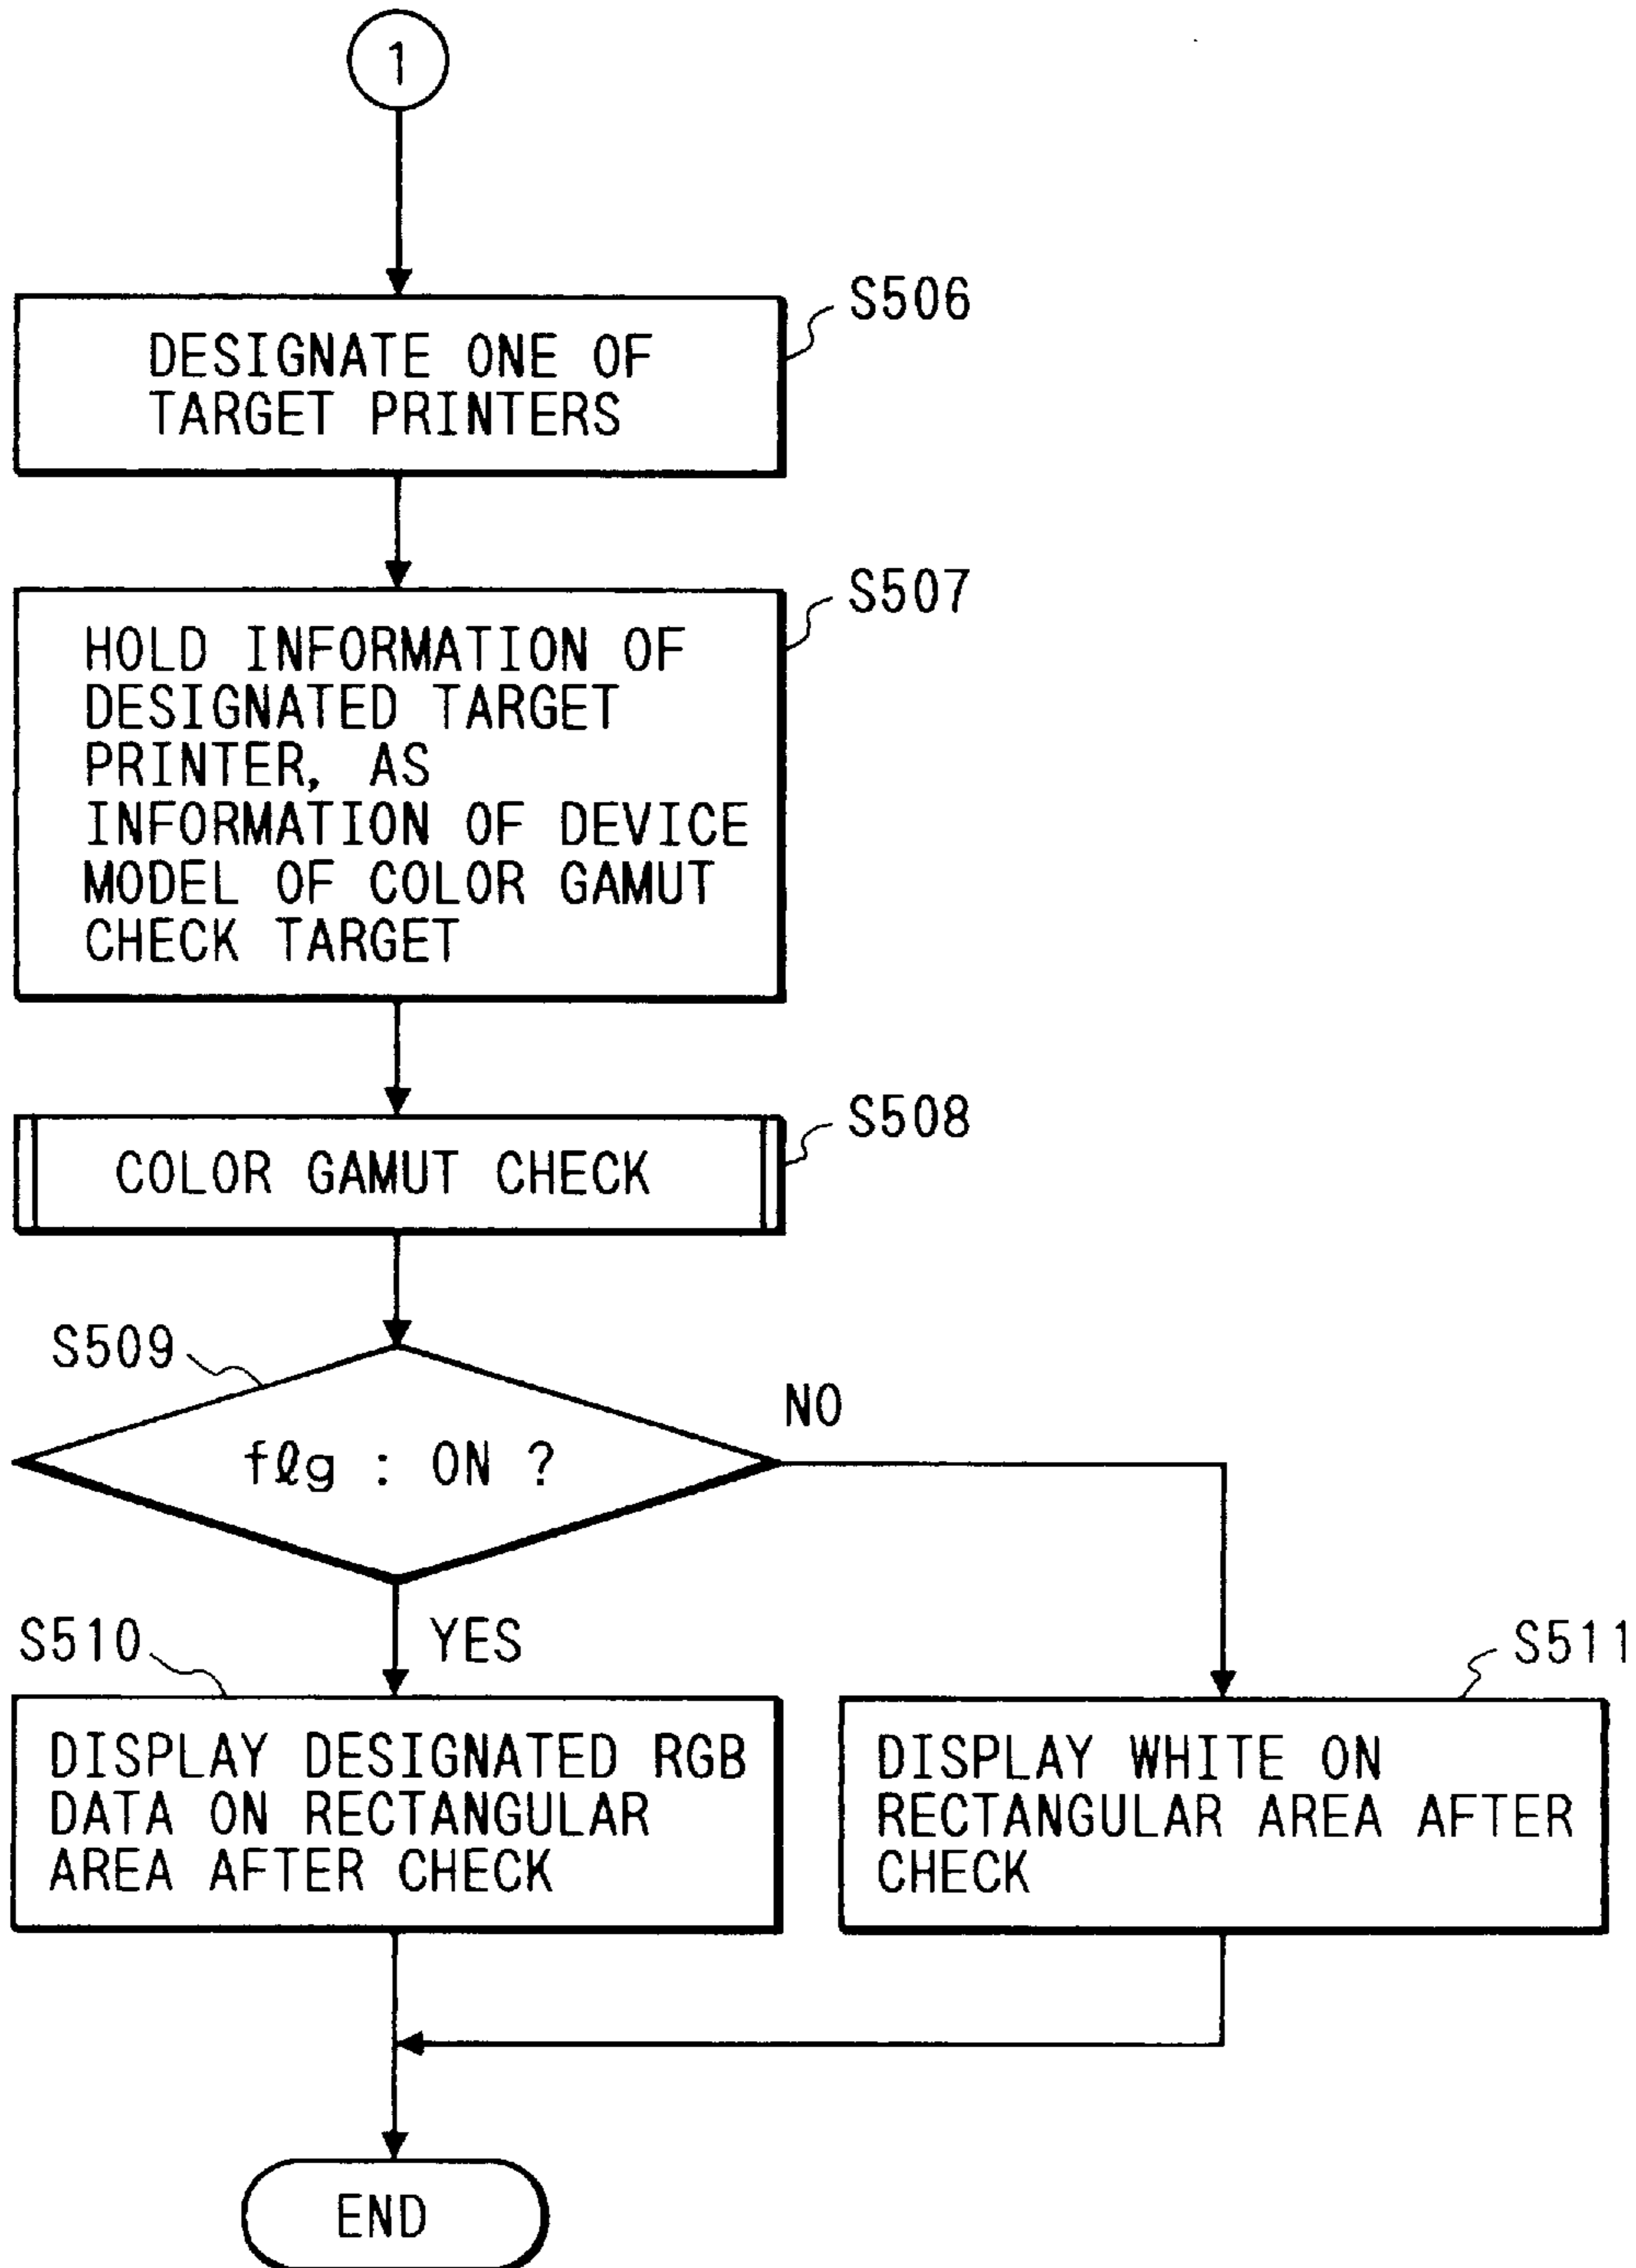 1
S506
DESIGNATE ONE OF
TARGET PRINTERS
S507
HOLD INFORMATION OF
DESIGNATED TARGET
PRINTER, AS
INFORMATION OF DEVICE
MODEL OF COLOR GAMUT
CHECK TARGET
S508
COLOR GAMUT CHECK
S509
NO
fℓg : ON ?
S510
YES
S511
DISPLAY DESIGNATED RGB
DATA ON RECTANGULAR
AREA AFTER CHECK
DISPLAY WHITE ON
RECTANGULAR AREA AFTER
CHECK
END